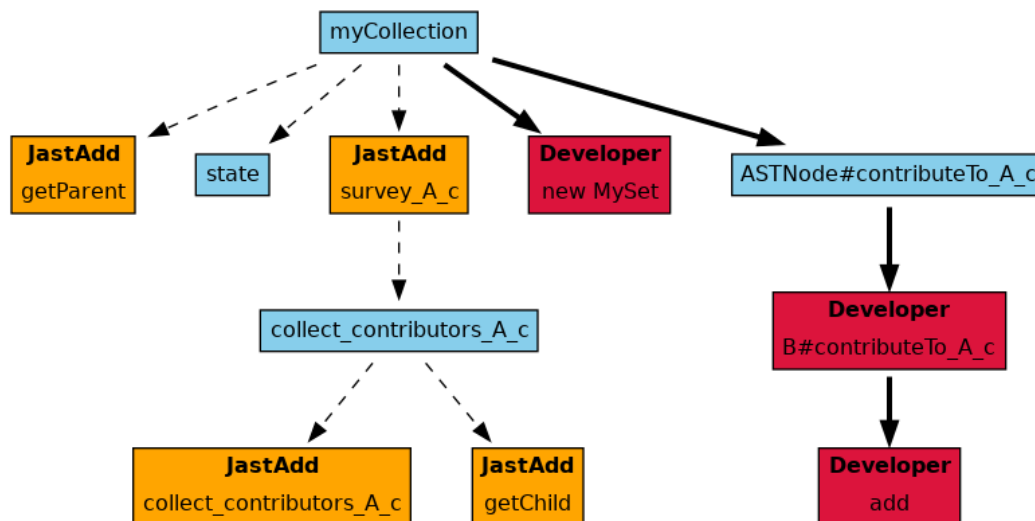 myCollection
JastAdd
getParent
state
JastAdd
survey_A_c
Developer
new MySet
ASTNode#contributeTo_A_c
collect_contributors_A_c
Developer
B#contributeTo_A_c
JastAdd
collect_contributors_A_c
JastAdd
getChild
Developer
add